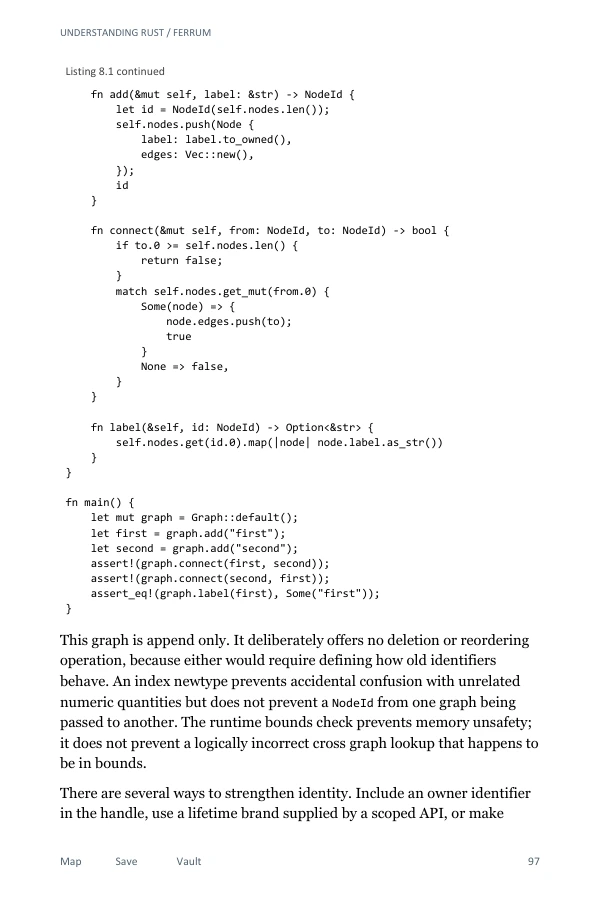 UNDERSTANDING RUST / FERRUM
Listing 8.1 continued
    fn add(&mut self, label: &str) -> NodeId {
        let id = NodeId(self.nodes.len());
        self.nodes.push(Node {
            label: label.to_owned(),
            edges: Vec::new(),
        });
        id
    }

    fn connect(&mut self, from: NodeId, to: NodeId) -> bool {
        if to.0 >= self.nodes.len() {
            return false;
        }
        match self.nodes.get_mut(from.0) {
            Some(node) => {
                node.edges.push(to);
                true
            }
            None => false,
        }
    }

    fn label(&self, id: NodeId) -> Option<&str> {
        self.nodes.get(id.0).map(|node| node.label.as_str())
    }
}

fn main() {
    let mut graph = Graph::default();
    let first = graph.add("first");
    let second = graph.add("second");
    assert!(graph.connect(first, second));
    assert!(graph.connect(second, first));
    assert_eq!(graph.label(first), Some("first"));
}
This graph is append only. It deliberately offers no deletion or reordering
operation, because either would require defining how old identifiers
behave. An index newtype prevents accidental confusion with unrelated
numeric quantities but does not prevent a NodeId from one graph being
passed to another. The runtime bounds check prevents memory unsafety;
it does not prevent a logically incorrect cross graph lookup that happens to
be in bounds.
There are several ways to strengthen identity. Include an owner identifier
in the handle, use a lifetime brand supplied by a scoped API, or make
Map Save Vault 97